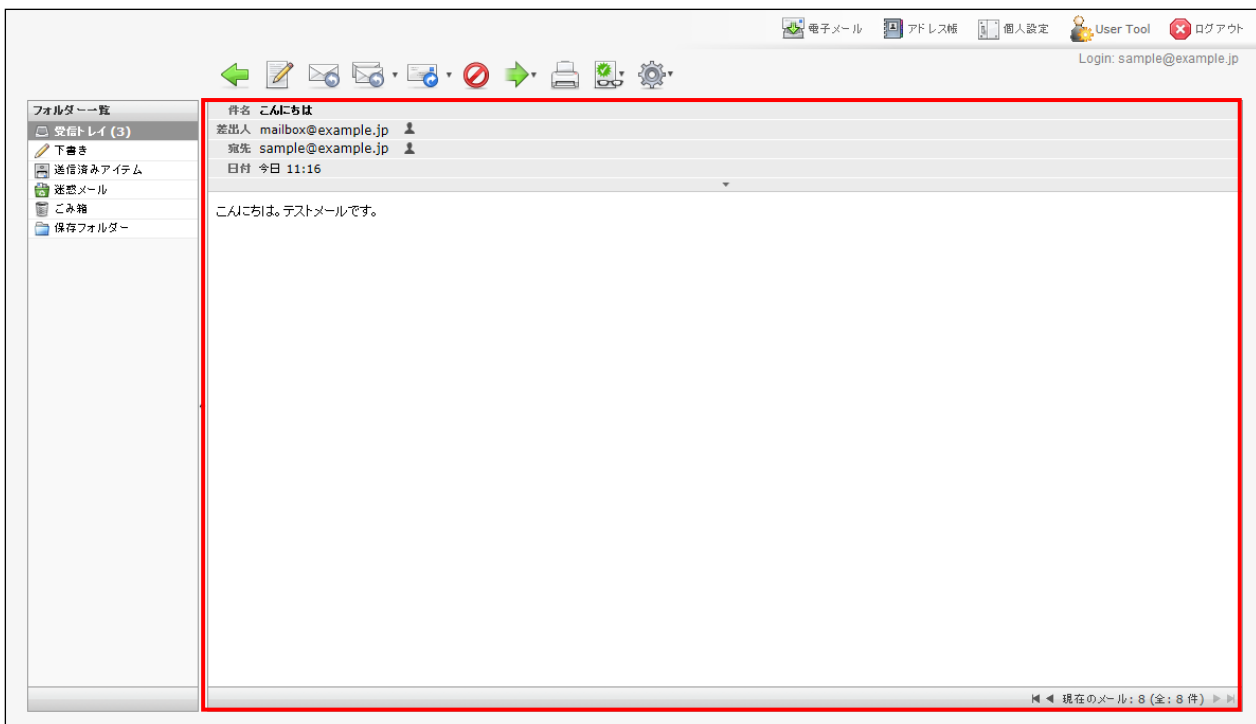 電子メール アドレス帳 個人設定 User Tool ログアウト
Login: sample@example.jp
フォルダー一覧
受信トレイ (3)
下書き
送信済みアイテム
迷惑メール
ごみ箱
保存フォルダー
件名 こんにちは
差出人 mailbox@example.jp
宛先 sample@example.jp
日付 今日 11:16
こんにちは。テストメールです。
現在のメール: 8 (全: 8 件)